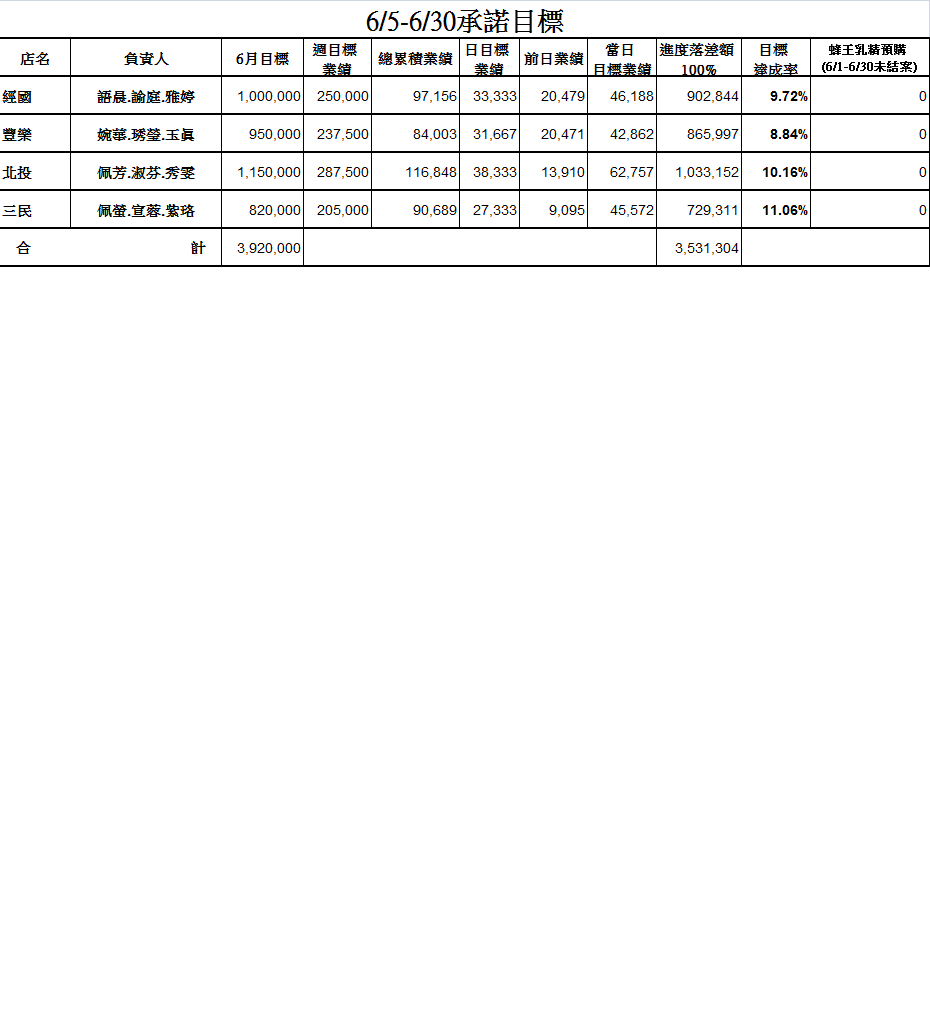 6/5-6/30承諾目標
店名 負責人 6月目標 週目標業績 總累積業績 日目標業績 前日業績 當日目標業績 進度落差額100% 目標達成率 蜂王乳精預購(6/1-6/30未結案)
經國 語晨.諭庭.雅婷 1,000,000 250,000 97,156 33,333 20,479 46,188 902,844 9.72% 0
豐樂 婉華.琇瑩.玉真 950,000 237,500 84,003 31,667 20,471 42,862 865,997 8.84% 0
北投 佩芳.淑芬.秀雯 1,150,000 287,500 116,848 38,333 13,910 62,757 1,033,152 10.16% 0
三民 佩螢.宣蓉.紫珞 820,000 205,000 90,689 27,333 9,095 45,572 729,311 11.06% 0
合計 3,920,000 3,531,304